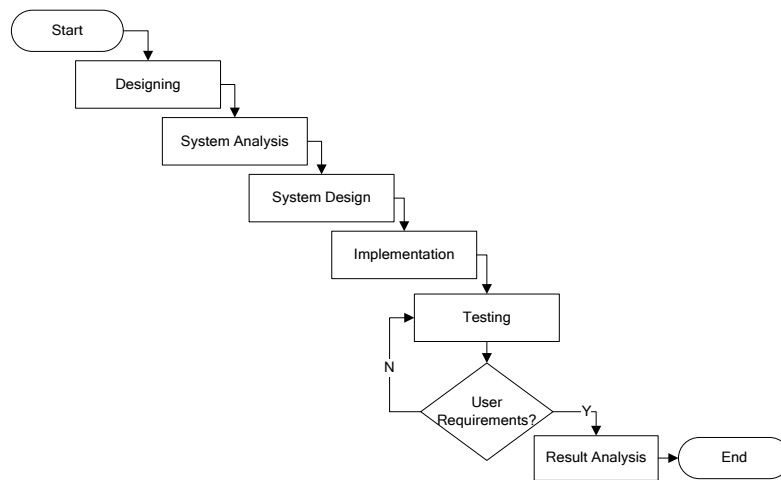 Start
Designing
System Analysis
System Design
Implementation
Testing
N
User
Requirements?
Y
Result Analysis
End